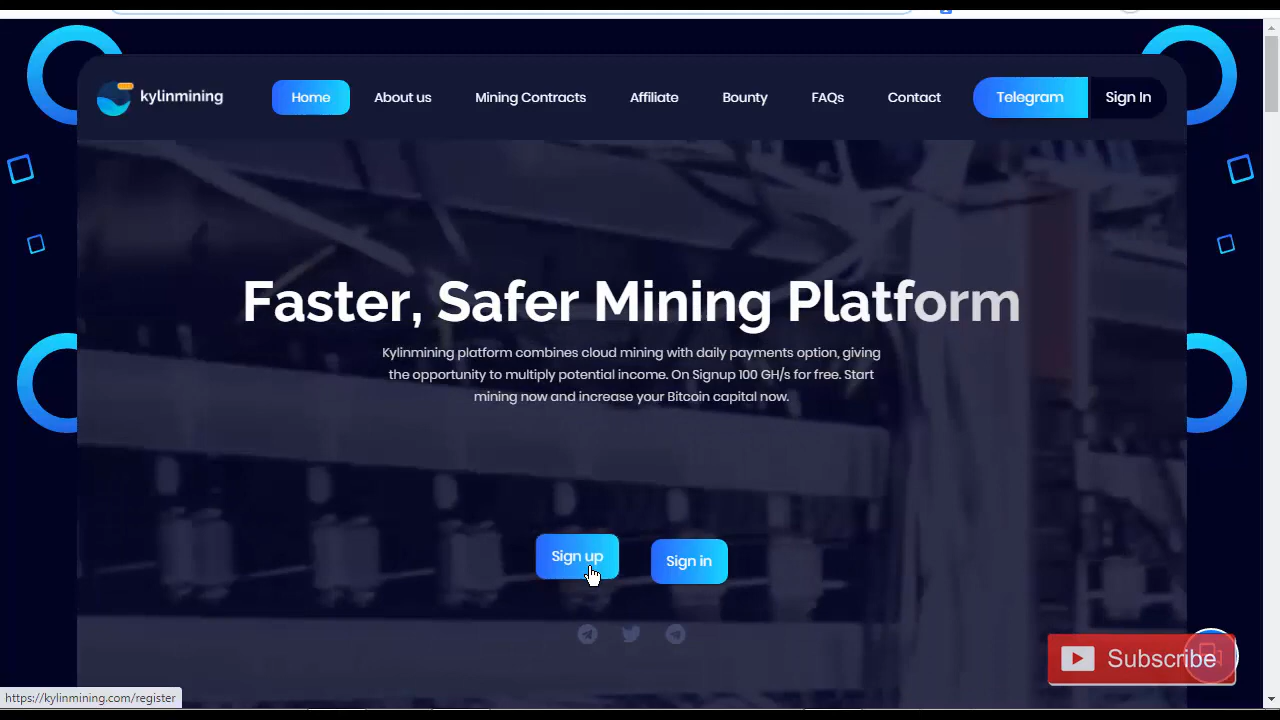 kylinmining
Home
About us
Mining Contracts
Affiliate
Bounty
FAQs
Contact
Telegram
Sign In
Faster, Safer Mining Platform
Kylinmining platform combines cloud mining with daily payments option, giving
the opportunity to multiply potential income. On Signup 100 GH/s for free. Start
mining now and increase your Bitcoin capital now.
Sign up
Sign in
Subscribe
https://kylinmining.com/register